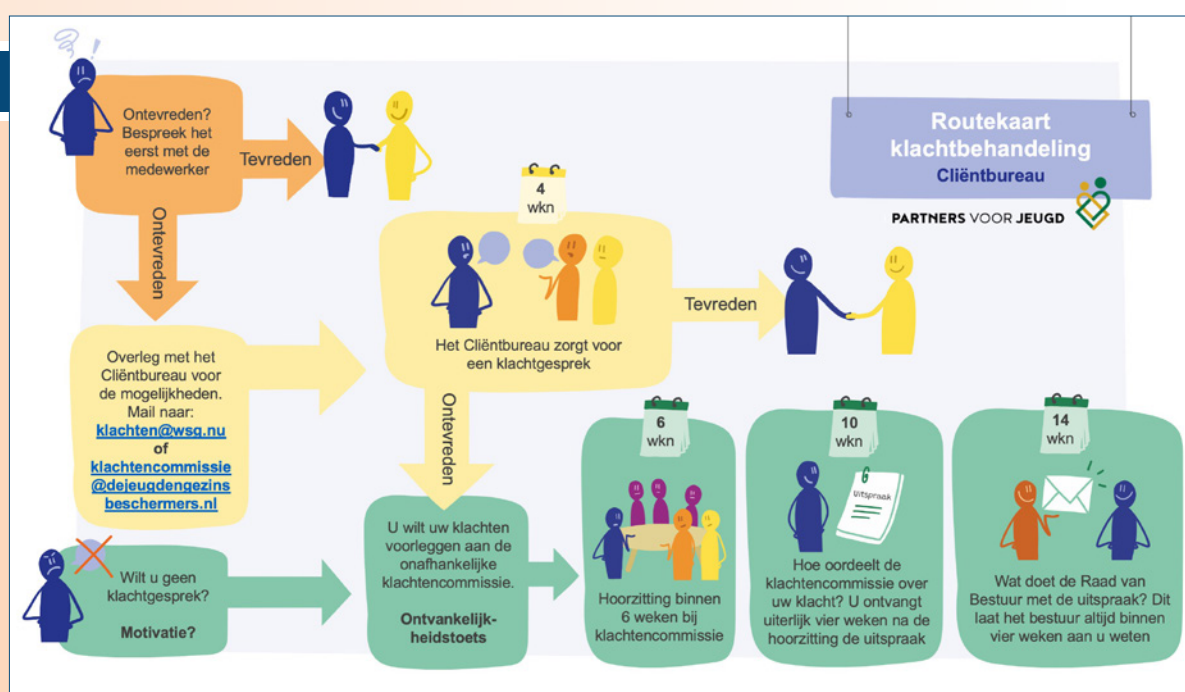 Routekaart
klachtbehandeling
Cliëntbureau
PARTNERS VOOR JEUGD
Ontevreden?
Bespreek het
eerst met de
medewerker
Tevreden
Ontevreden
Overleg met het
Cliëntbureau voor
de mogelijkheden.
Mail naar:
klachten@wsg.nu
of
klachtencommissie
@dejeugdengezins
beschermers.nl
4
wkn
Het Cliëntbureau zorgt voor
een klachtgesprek
Tevreden
Ontevreden
Wilt u geen
klachtgesprek?
Motivatie?
U wilt uw klachten
voorleggen aan de
onafhankelijke
klachtencommissie.
Ontvankelijk-
heidstoets
6
wkn
Hoorzitting binnen
6 weken bij
klachtencommissie
10
wkn
Uitspraak
Hoe oordeelt de
klachtencommissie over
uw klacht? U ontvangt
uiterlijk vier weken na de
hoorzitting de uitspraak
14
wkn
Wat doet de Raad van
Bestuur met de uitspraak? Dit
laat het bestuur altijd binnen
vier weken aan u weten